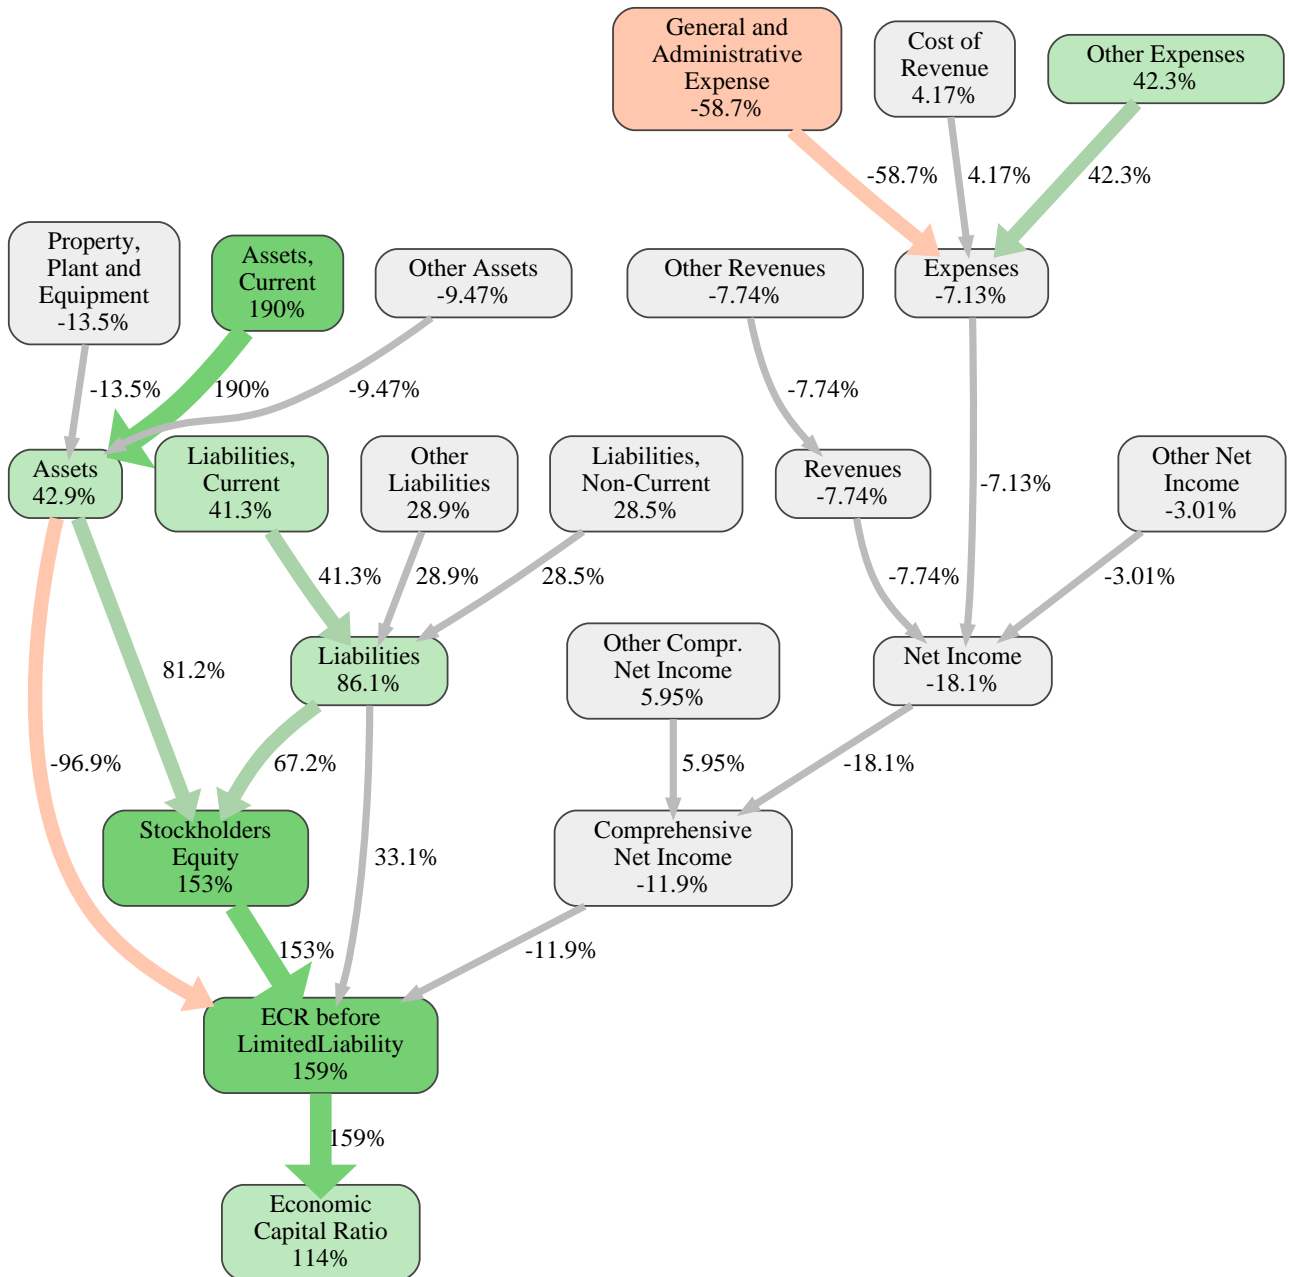 General and
Administrative
Expense
-58.7%
Cost of
Revenue
4.17%
Other Expenses
42.3%
-58.7%
4.17%
42.3%
Property,
Plant and
Equipment
-13.5%
Assets,
Current
190%
Other Assets
-9.47%
Other Revenues
-7.74%
Expenses
-7.13%
-13.5%
190%
-9.47%
-7.74%
Assets
42.9%
Liabilities,
Current
41.3%
Other
Liabilities
28.9%
Liabilities,
Non-Current
28.5%
Revenues
-7.74%
-7.13%
Other Net
Income
-3.01%
41.3%
28.9%
28.5%
-7.74%
-3.01%
81.2%
Liabilities
86.1%
Other Compr.
Net Income
5.95%
Net Income
-18.1%
-96.9%
67.2%
5.95%
-18.1%
Stockholders
Equity
153%
33.1%
Comprehensive
Net Income
-11.9%
153%
-11.9%
ECR before
LimitedLiability
159%
159%
Economic
Capital Ratio
114%